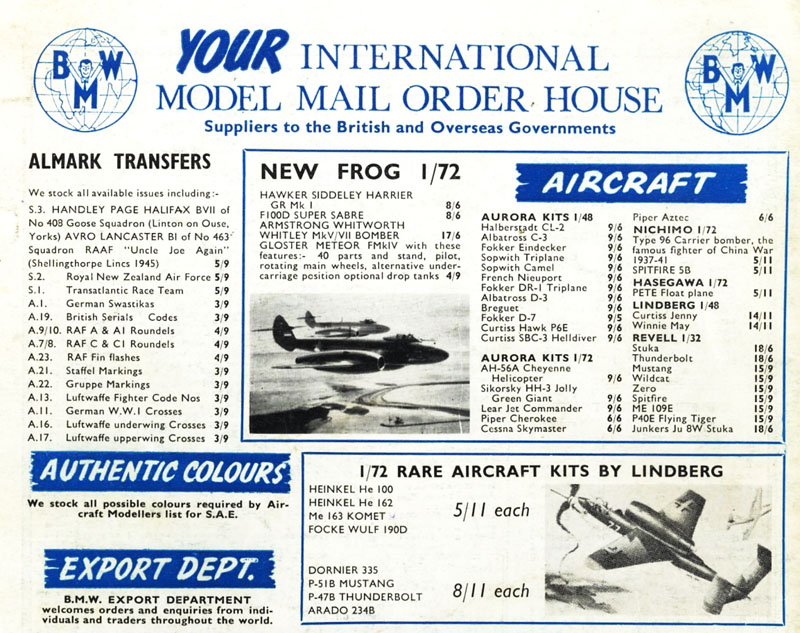 B M W
YOUR INTERNATIONAL
MODEL MAIL ORDER HOUSE
Suppliers to the British and Overseas Governments
B M W
ALMARK TRANSFERS
We stock all available issues including:-
S.3. HANDLEY PAGE HALIFAX BVII of
No 408 Goose Squadron (Linton on Ouse,
Yorks) AVRO LANCASTER BI of No 463
Squadron RAAF "Uncle Joe Again"
(Shellingthorpe Lincs 1945) 5/9
S.2. Royal New Zealand Air Force 5/9
S.1. Transatlantic Race Team 5/9
A.1. German Swastikas 3/9
A.19. British Serials Codes 3/9
A.9/10. RAF A & A1 Roundels 4/9
A.7/8. RAF C & C1 Roundels 4/9
A.23. RAF Fin flashes 4/9
A.21. Staffel Markings 3/9
A.22. Gruppe Markings 3/9
A.13. Luftwaffe Fighter Code Nos 3/9
A.11. German W.W.1 Crosses 3/9
A.16. Luftwaffe underwing Crosses 3/9
A.17. Luftwaffe upperwing Crosses 3/9
NEW FROG 1/72
HAWKER SIDDELEY HARRIER
GR Mk I 8/6
F100D SUPER SABRE 8/6
ARMSTRONG WHITWORTH
WHITLEY MkV/VII BOMBER 17/6
GLOSTER METEOR FMkIV with these
features:- 40 parts and stand, pilot,
rotating main wheels, alternative under-
carriage position optional drop tanks 4/9
AIRCRAFT
AURORA KITS 1/48
Halberstadt CL-2 9/6
Albatross C-3 9/6
Fokker Eindecker 9/6
Sopwith Triplane 9/6
Sopwith Camel 9/6
French Nieuport 9/6
Fokker DR-1 Triplane 9/6
Albatross D-3 9/6
Breguet 9/6
Fokker D-7 9/5
Curtiss Hawk P6E 9/6
Curtiss SBC-3 Helldiver 9/6
AURORA KITS 1/72
AH-56A Cheyenne
Helicopter 9/6
Sikorsky HH-3 Jolly
Green Giant 9/6
Lear Jet Commander 9/6
Piper Cherokee 6/6
Cessna Skymaster 6/6
Piper Aztec 6/6
NICHIMO 1/72
Type 96 Carrier bomber, the
famous fighter of China War
1937-41 5/11
SPITFIRE 5B 5/11
HASEGAWA 1/72
PETE Float plane 5/11
LINDBERG 1/48
Curtiss Jenny 14/11
Winnie May 14/11
REVELL 1/32
Stuka 18/6
Thunderbolt 18/6
Mustang 15/9
Wildcat 15/9
Zero 15/9
Spitfire 15/9
ME 109E 15/9
P40E Flying Tiger 15/9
Junkers Ju 8W Stuka 18/6
AUTHENTIC COLOURS
We stock all possible colours required by Air-
craft Modellers list for S.A.E.
EXPORT DEPT.
B.M.W. EXPORT DEPARTMENT
welcomes orders and enquiries from indi-
viduals and traders throughout the world.
1/72 RARE AIRCRAFT KITS BY LINDBERG
HEINKEL He 100
HEINKEL He 162
Me 163 KOMET
FOCKE WULF 190D
5/11 each
DORNIER 335
P-51B MUSTANG
P-47B THUNDERBOLT
ARADO 234B
8/11 each
77